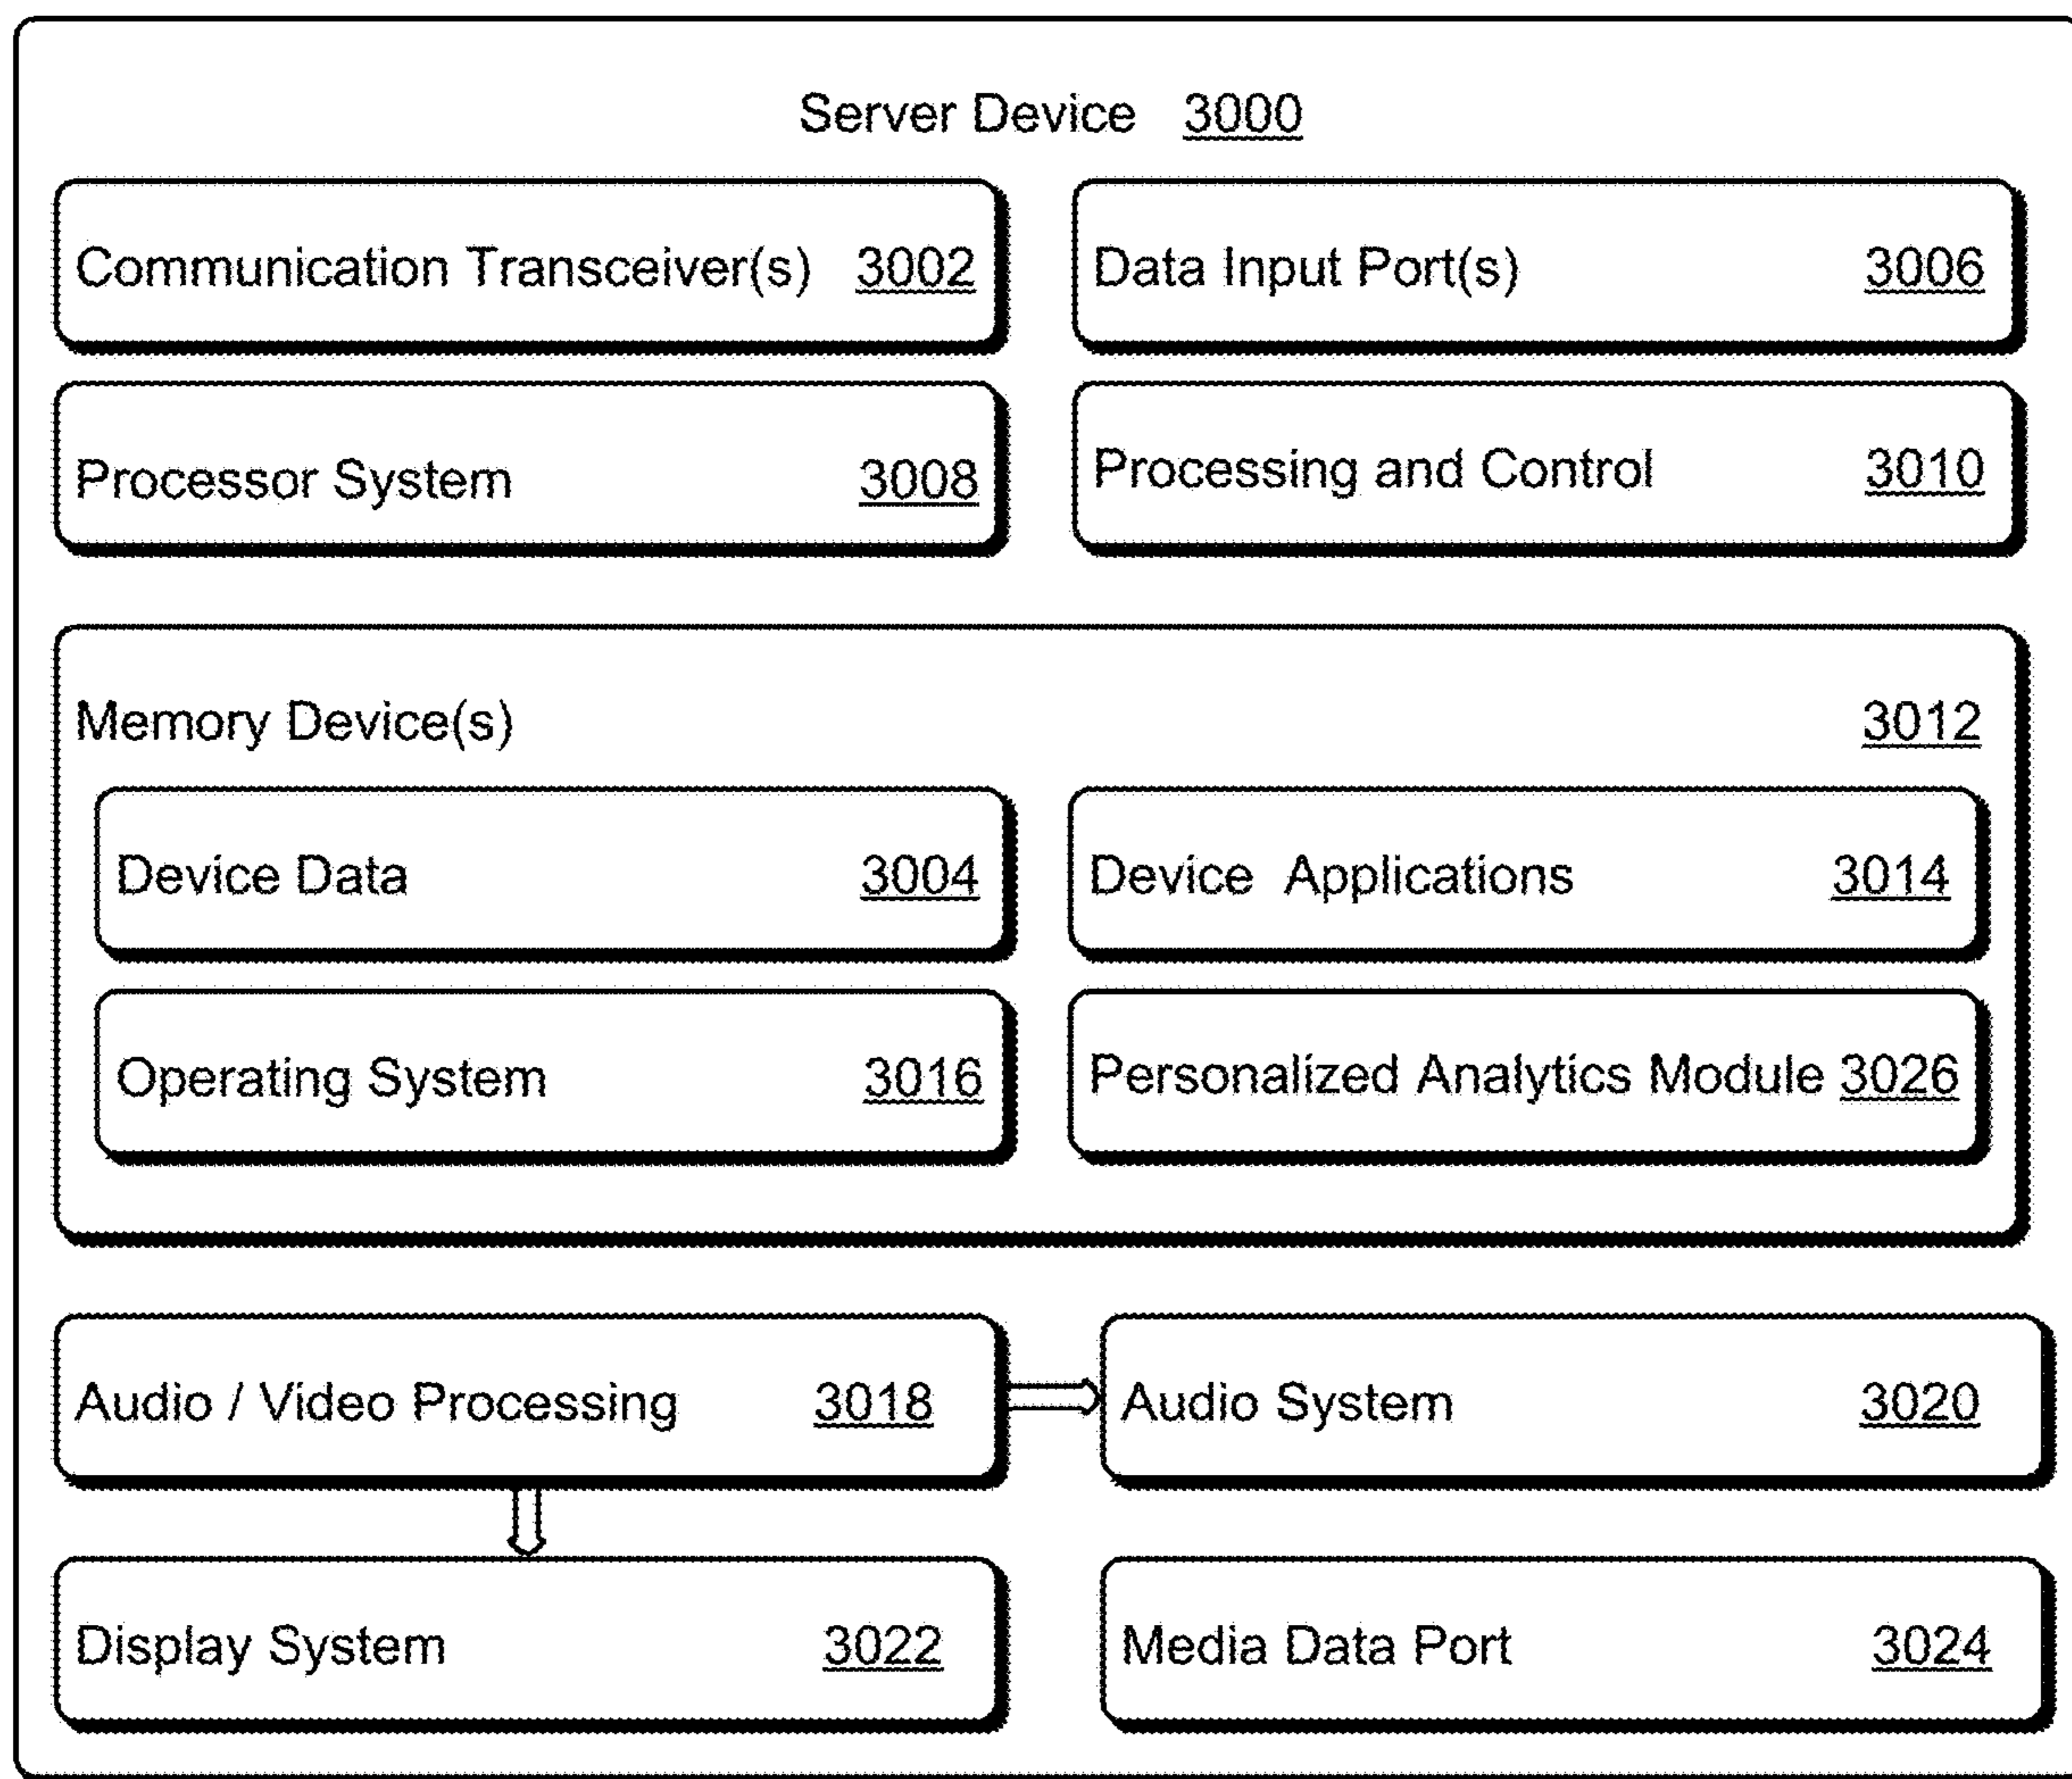 Server Device 3000
Communication Transceiver(s) 3002
Data Input Port(s) 3006
Processor System 3008
Processing and Control 3010
Memory Device(s) 3012
Device Data 3004
Device Applications 3014
Operating System 3016
Personalized Analytics Module 3026
Audio / Video Processing 3018
Audio System 3020
Display System 3022
Media Data Port 3024